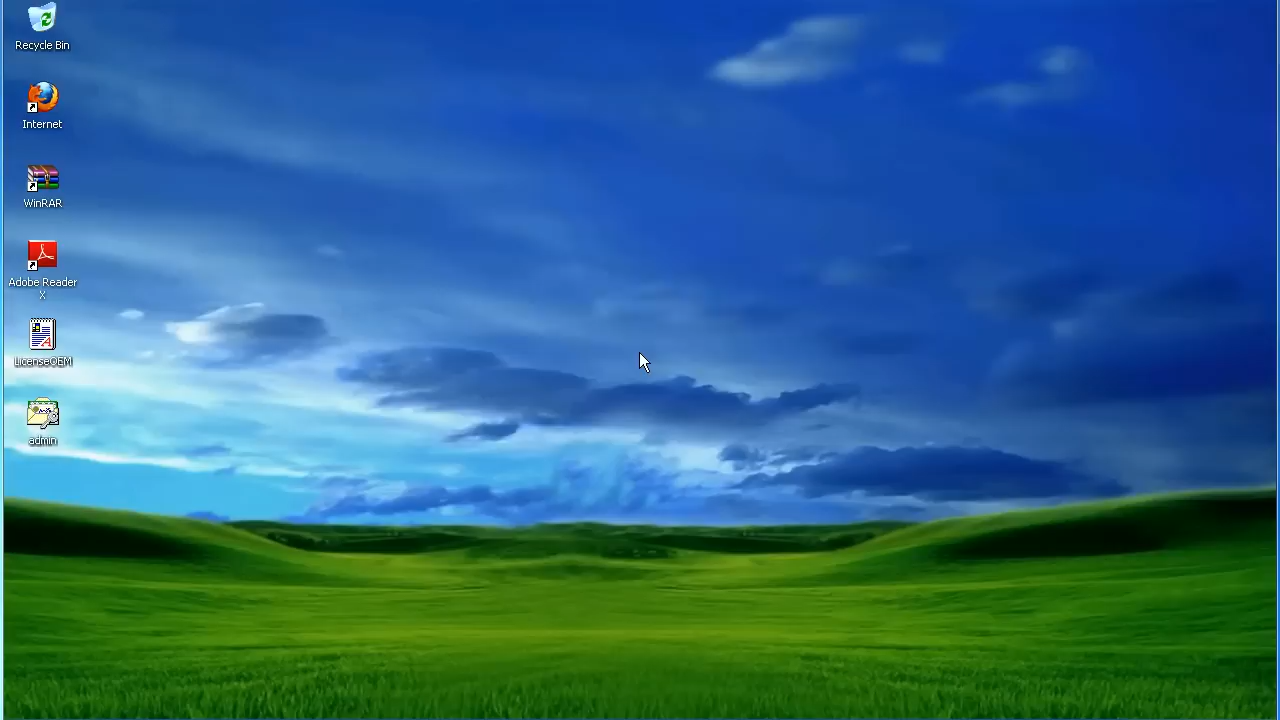 Recycle Bin
Internet
WinRAR
Adobe Reader
X
LicenseOEM
admin